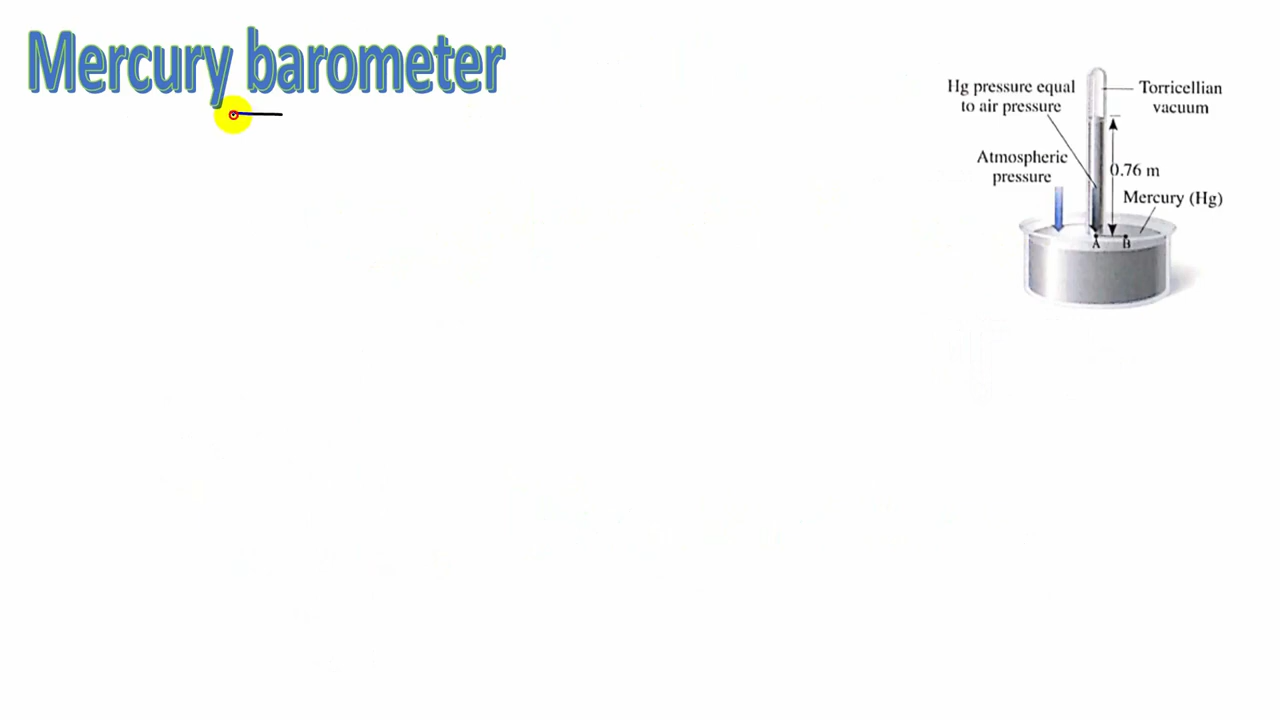 Mercury barometer
Hg pressure equal
to air pressure
Torricellian
vacuum
Atmospheric
pressure
0.76 m
Mercury (Hg)
A B